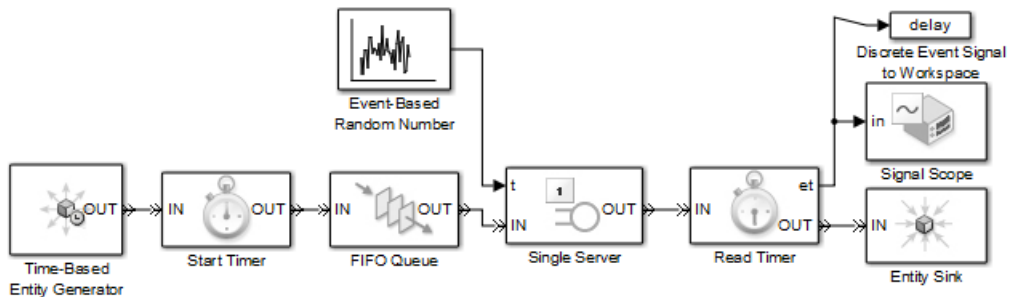 delay
Discrete Event Signal
to Workspace
Event-Based
Random Number
in
Signal Scope
OUT
Time-Based
Entity Generator
IN
OUT
Start Timer
IN
OUT
FIFO Queue
t
IN
1
OUT
Single Server
IN
et
OUT
Read Timer
IN
Entity Sink